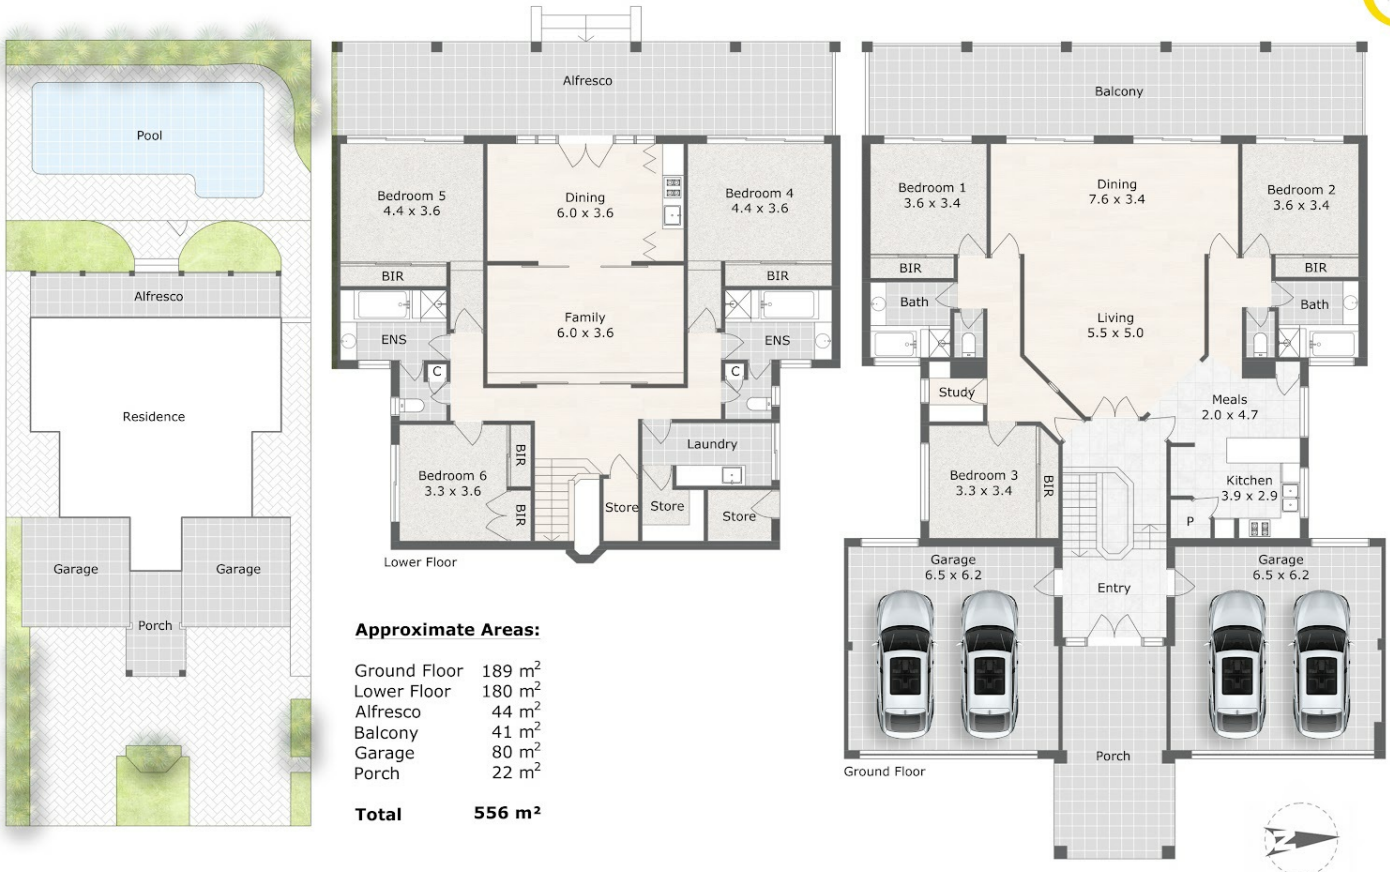 Pool
Alfresco
Residence
Garage
Garage
Porch
Alfresco
Bedroom 5
4.4 x 3.6
Dining
6.0 x 3.6
Bedroom 4
4.4 x 3.6
BIR
BIR
Family
6.0 x 3.6
ENS
ENS
C
C
Bedroom 6
3.3 x 3.6
BIR
BIR
Laundry
Store
Store
Store
Lower Floor
Approximate Areas:
Ground Floor 189 m²
Lower Floor 180 m²
Alfresco 44 m²
Balcony 41 m²
Garage 80 m²
Porch 22 m²
Total 556 m²
Balcony
Bedroom 1
3.6 x 3.4
Dining
7.6 x 3.4
Bedroom 2
3.6 x 3.4
BIR
BIR
Bath
Bath
Living
5.5 x 5.0
Study
Meals
2.0 x 4.7
Bedroom 3
3.3 x 3.4
BIR
Kitchen
3.9 x 2.9
P
Garage
6.5 x 6.2
Garage
6.5 x 6.2
Entry
Porch
Ground Floor
N